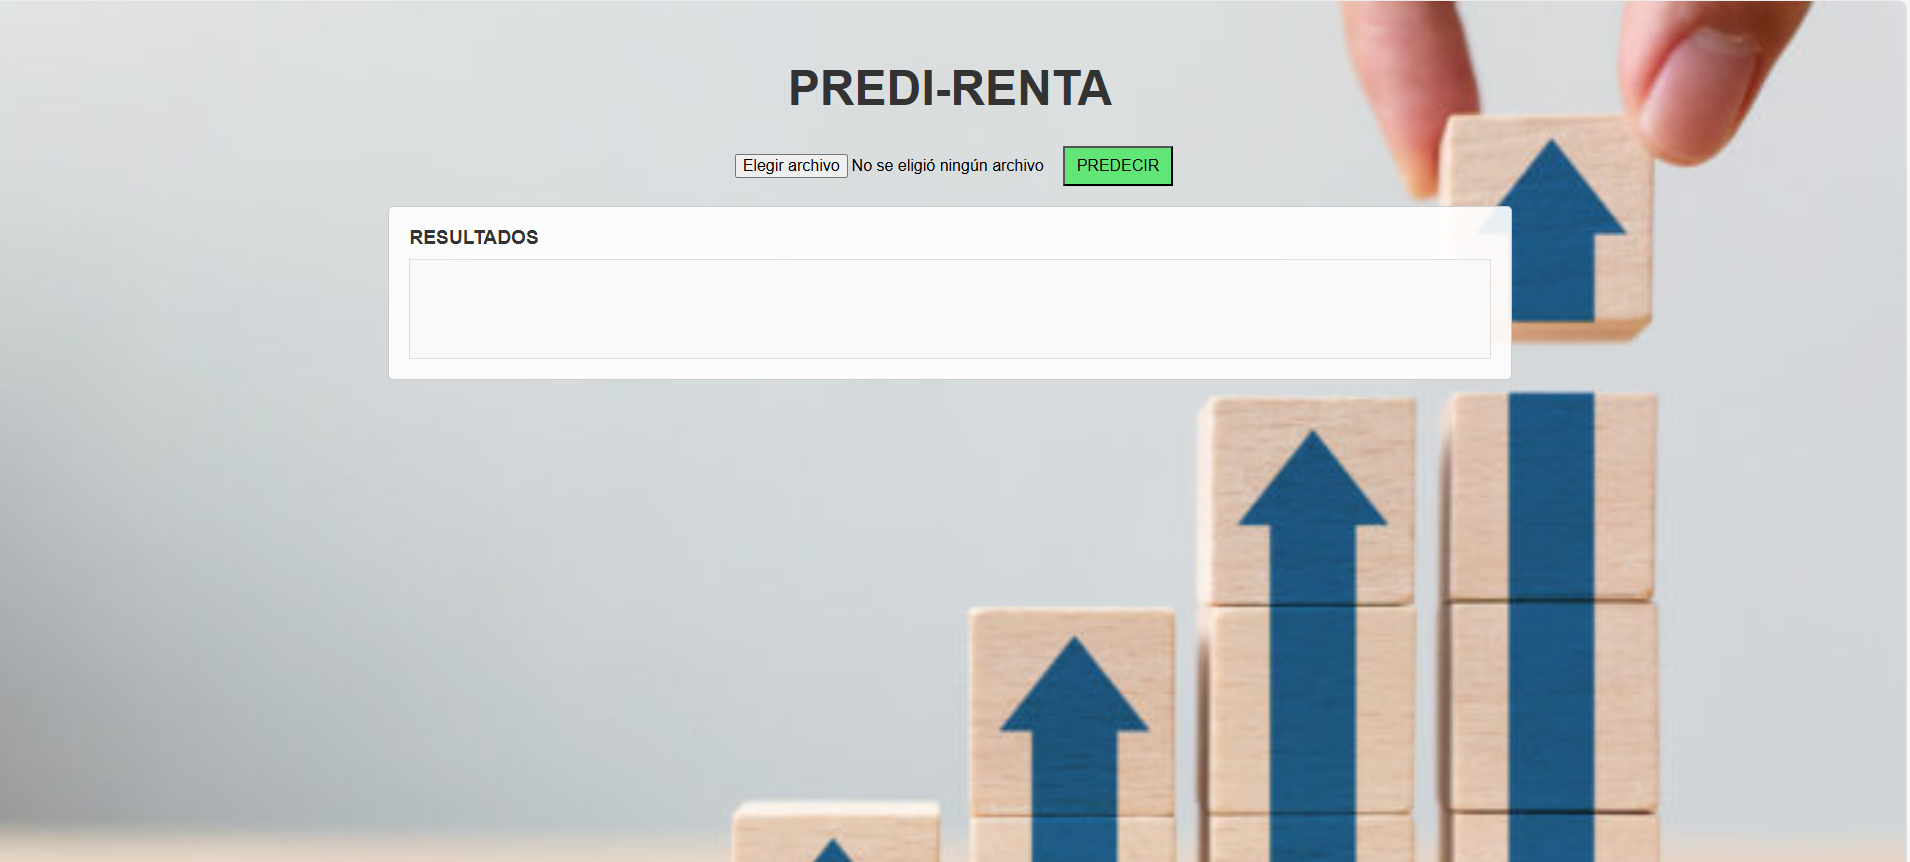 PREDI-RENTA
Elegir archivo No se eligió ningún archivo PREDECIR
RESULTADOS